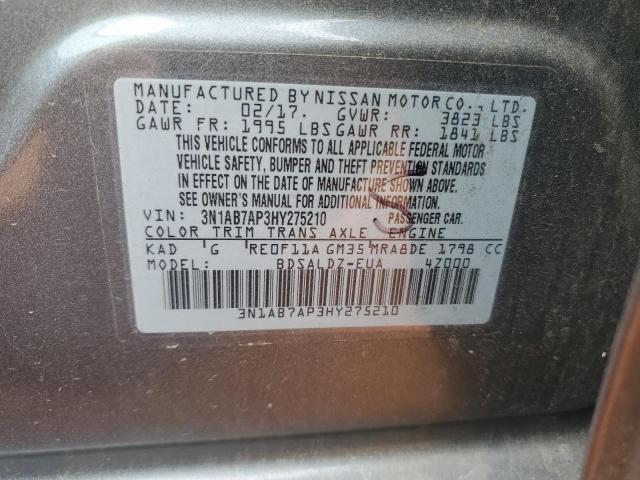 MANUFACTURED BY NISSAN MOTOR CO., LTD.
DATE: 02/17. GVWR: 3823 LBS
GAWR FR: 1995 LBS GAWR RR: 1841 LBS
THIS VEHICLE CONFORMS TO ALL APPLICABLE FEDERAL MOTOR
VEHICLE SAFETY, BUMPER AND THEFT PREVENTION STANDARDS
IN EFFECT ON THE DATE OF MANUFACTURE SHOWN ABOVE.
SEE OWNER'S MANUAL FOR ADDITIONAL INFORMATION.
VIN: 3N1AB7AP3HY275210 PASSENGER CAR.
COLOR TRIM TRANS AXLE ENGINE
KAD G RE0F11A GM35 MRA8DE 1798 CC
MODEL: BDSALDZ-EUA 4Z000
3N1AB7AP3HY275210